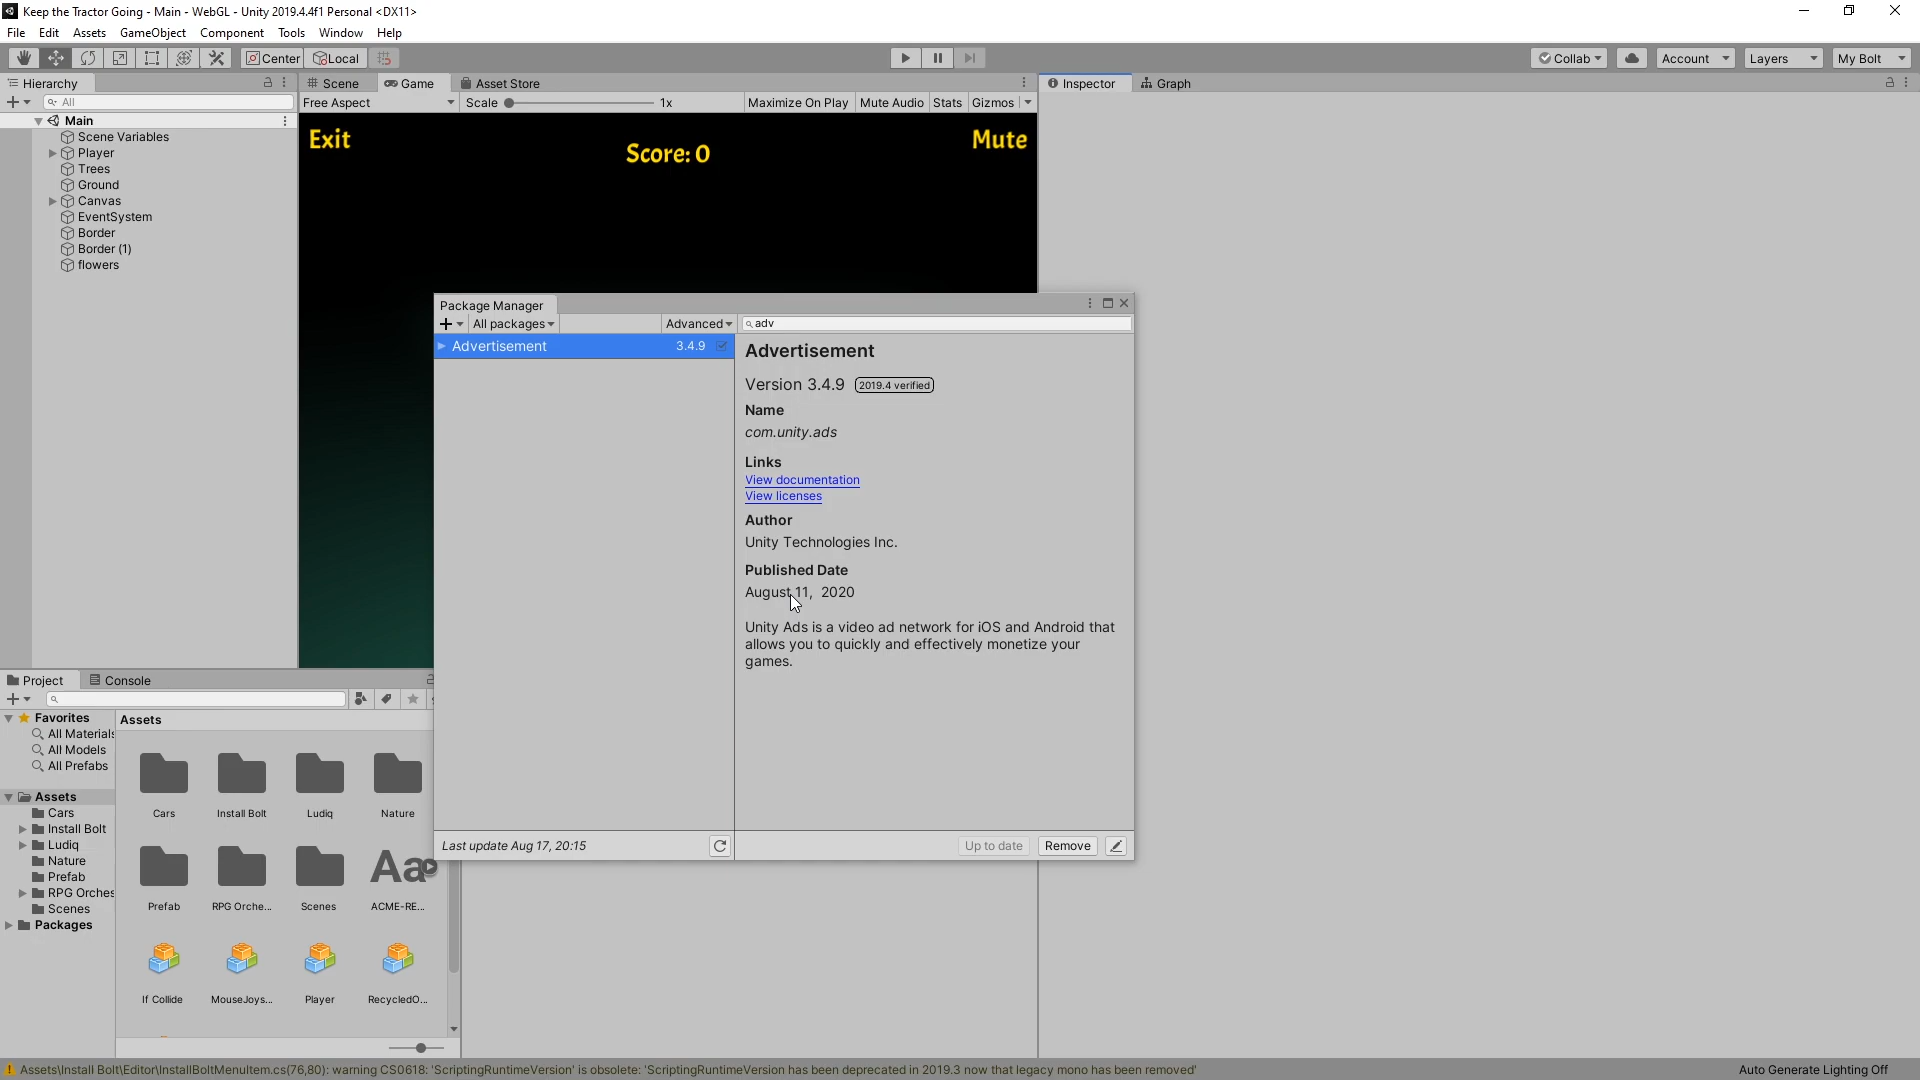 Keep the Tractor Going - Main - WebGL - Unity 2019.4.4f1 Personal <DX11>
File Edit Assets GameObject Component Tools Window Help
Center Local
Collab Account Layers My Bolt
Hierarchy
All
Main
Scene Variables
Player
Trees
Ground
Canvas
EventSystem
Border
Border (1)
flowers
Scene Game Asset Store
Free Aspect Scale 1x Maximize On Play Mute Audio Stats Gizmos
Exit
Score: 0
Mute
Inspector Graph
Package Manager
All packages Advanced adv
Advertisement 3.4.9
Advertisement
Version 3.4.9 2019.4 verified
Name
com.unity.ads
Links
View documentation
View licenses
Author
Unity Technologies Inc.
Published Date
August 11, 2020
Unity Ads is a video ad network for iOS and Android that
allows you to quickly and effectively monetize your
games.
Last update Aug 17, 20:15
Up to date Remove
Project Console
Favorites
All Materials
All Models
All Prefabs
Assets
Cars
Install Bolt
Ludiq
Nature
Prefab
RPG Orches
Scenes
Packages
Assets
Cars Install Bolt Ludiq Nature
Aa
Prefab RPG Orche... Scenes ACME-RE...
If Collide MouseJoys... Player RecycledO...
Assets\Install Bolt\Editor\InstallBoltMenuItem.cs(76,80): warning CS0618: 'ScriptingRuntimeVersion' is obsolete: 'ScriptingRuntimeVersion has been deprecated in 2019.3 now that legacy mono has been removed'
Auto Generate Lighting Off